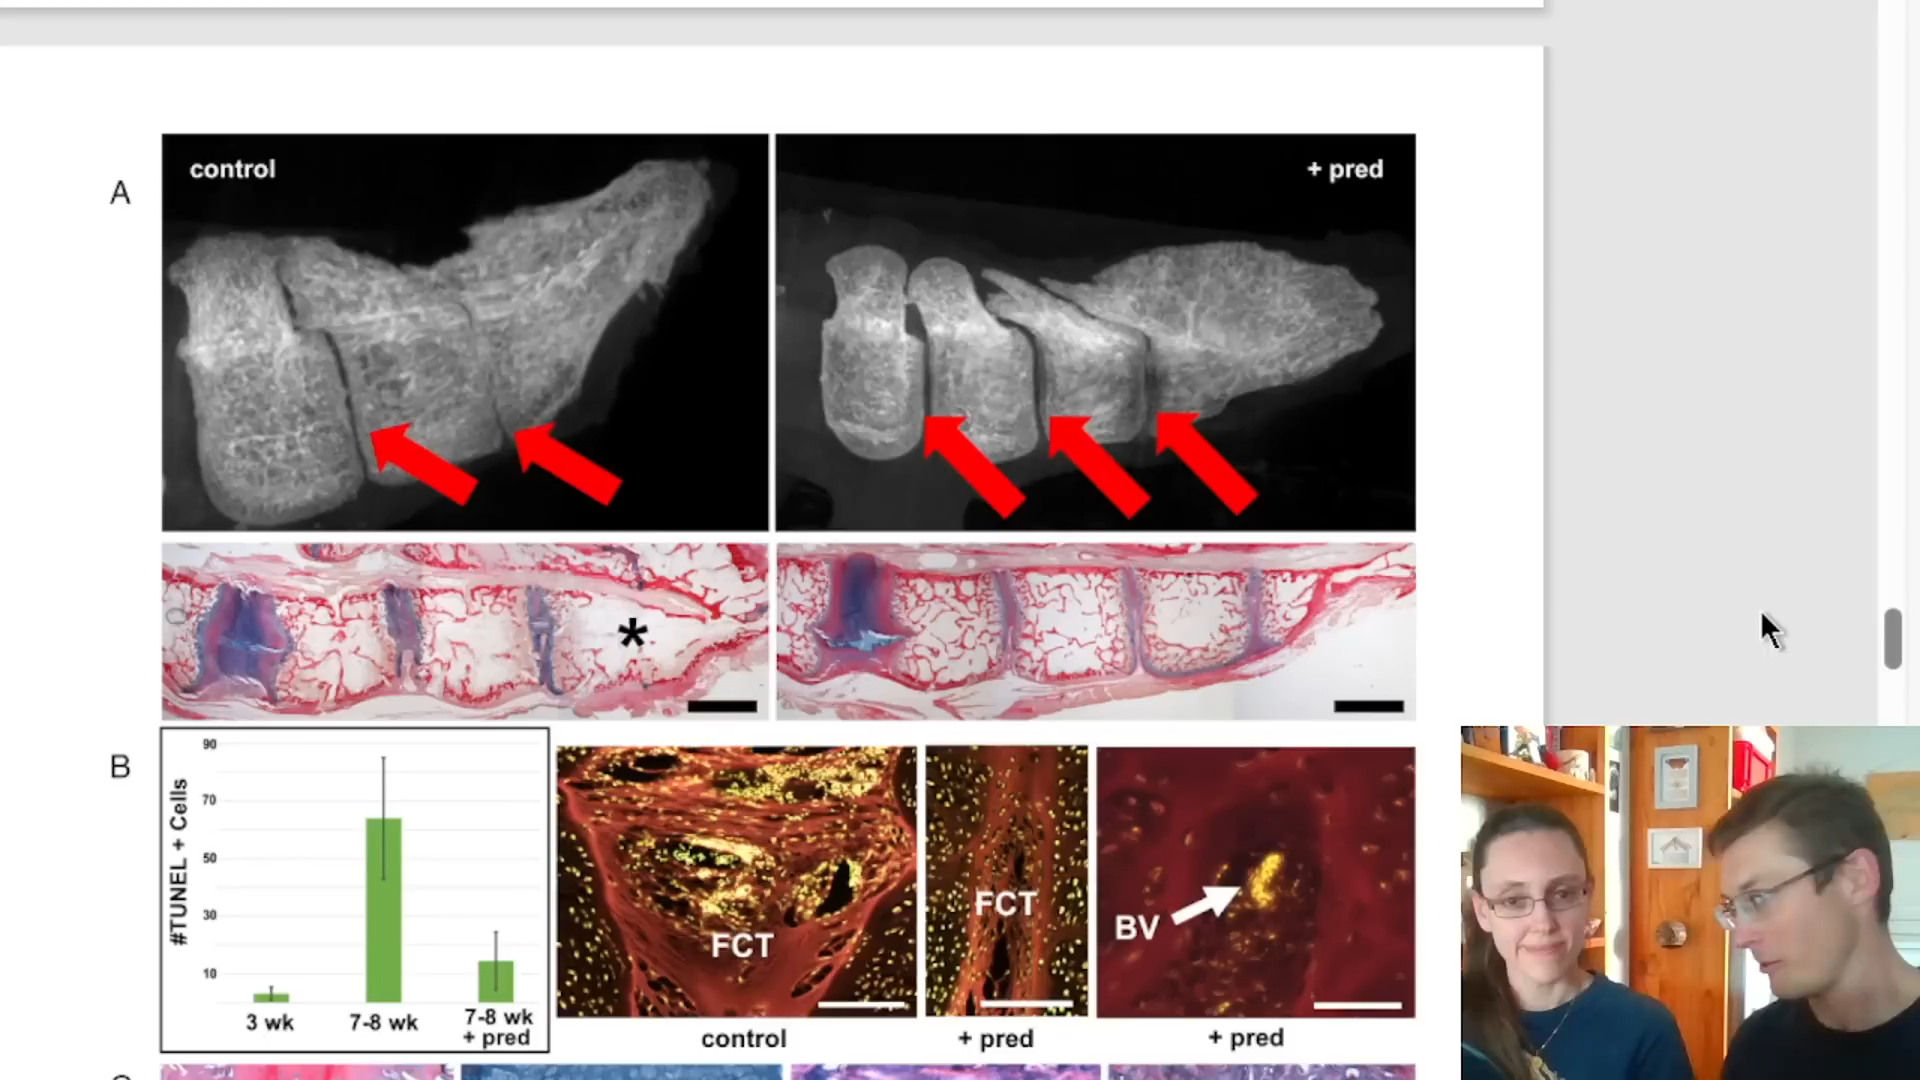 A
control
+ pred
*
B
#TUNEL + Cells
90
70
50
30
10
3 wk
7-8 wk
7-8 wk
+ pred
FCT
control
FCT
+ pred
BV
+ pred